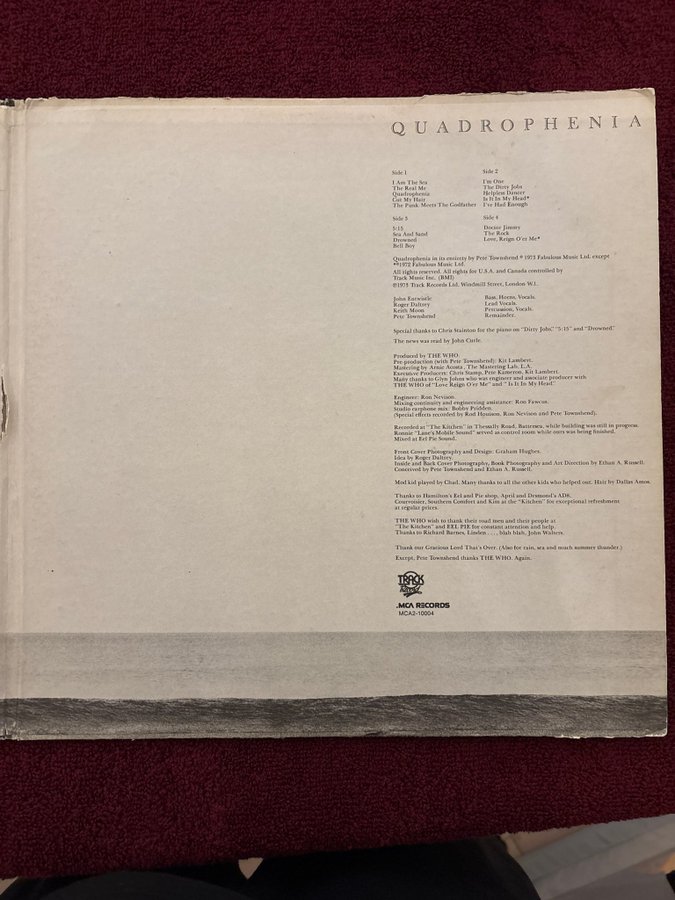 QUADROPHENIA
Side 1
I Am The Sea
The Real Me
Quadrophenia
Cut My Hair
The Punk Meets The Godfather
Side 2
I'm One
The Dirty Jobs
Helpless Dancer
Is It In My Head*
I've Had Enough
Side 3
5:15
Sea And Sand
Drowned
Bell Boy
Side 4
Doctor Jimmy
The Rock
Love, Reign O'er Me*
Quadrophenia in its entirety by Pete Townshend ℗ 1973 Fabulous Music Ltd. except
*℗1972 Fabulous Music Ltd.
All rights reserved. All rights for U.S.A. and Canada controlled by
Track Music Inc. (BMI)
℗1973 Track Records Ltd. Windmill Street, London W.1.
John Entwistle Bass, Horns, Vocals.
Roger Daltrey Lead Vocals.
Keith Moon Percussion, Vocals.
Pete Townshend Remainder.
Special thanks to Chris Stainton for the piano on "Dirty Jobs," "5:15" and "Drowned."
The news was read by John Curle.
Produced by THE WHO.
Pre-production (with Pete Townshend): Kit Lambert.
Mastering by Arnie Acosta, The Mastering Lab, L.A.
Executive Producers: Chris Stamp, Pete Kameron, Kit Lambert.
Many thanks to Glyn Johns who was engineer and associate producer with
THE WHO of "Love Reign O'er Me" and "Is It In My Head."
Engineer: Ron Nevison.
Mixing continuity and engineering assistance: Ron Fawcus.
Studio earphone mix: Bobby Pridden.
(Special effects recorded by Rod Houison, Ron Nevison and Pete Townshend).
Recorded at "The Kitchen" in Thessally Road, Battersea, while building was still in progress.
Ronnie "Lane's Mobile Sound" served as control room while ours was being finished.
Mixed at Eel Pie Sound.
Front Cover Photography and Design: Graham Hughes.
Idea by Roger Daltrey.
Inside and Back Cover Photography, Book Photography and Art Direction by Ethan A. Russell.
Conceived by Pete Townshend and Ethan A. Russell.
Mod kid played by Chad. Many thanks to all the other kids who helped out. Hair by Dallas Amos.
Thanks to Hamilton's Eel and Pie shop, April and Desmond's AD8,
Courvoisier, Southern Comfort and Kim at the "Kitchen" for exceptional refreshment
at regular prices.
THE WHO wish to thank their road men and their people at
"The Kitchen" and EEL PIE for constant attention and help.
Thanks to Richard Barnes, Linden . . . , blah blah, John Walters.
Thank our Gracious Lord That's Over. (Also for rain, sea and much summer thunder.)
Except, Pete Townshend thanks THE WHO. Again.
TRACK
Record
MCA RECORDS
MCA2-10004